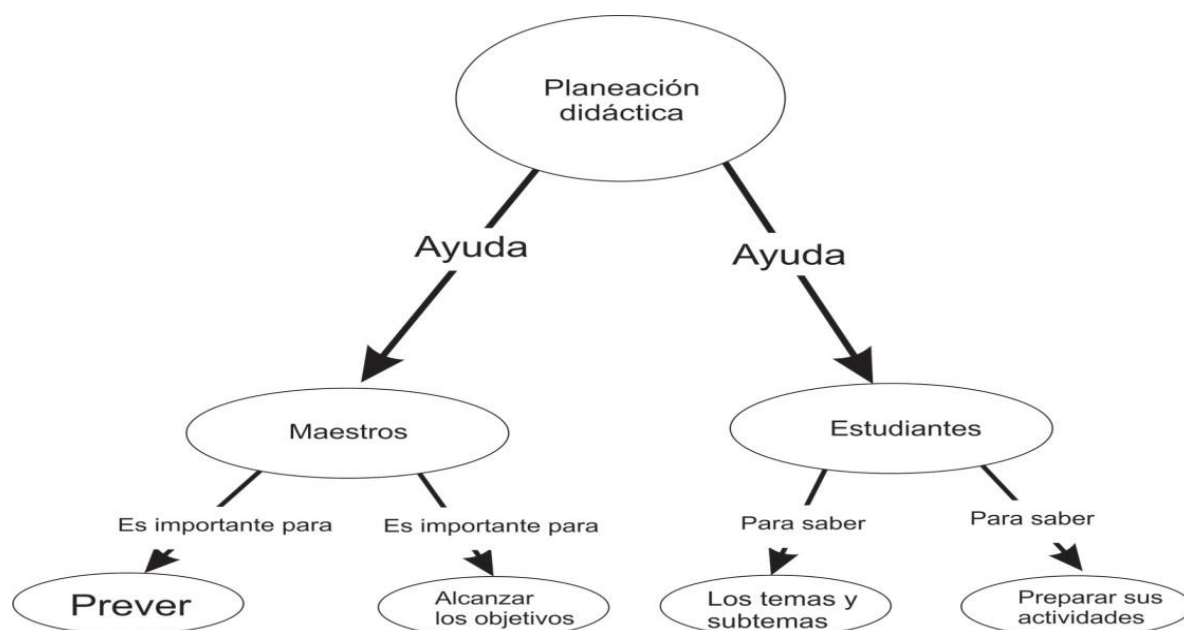 Planeación
didáctica
Ayuda
Ayuda
Maestros
Estudiantes
Es importante para
Es importante para
Para saber
Para saber
Prever
Alcanzar
los objetivos
Los temas y
subtemas
Preparar sus
actividades